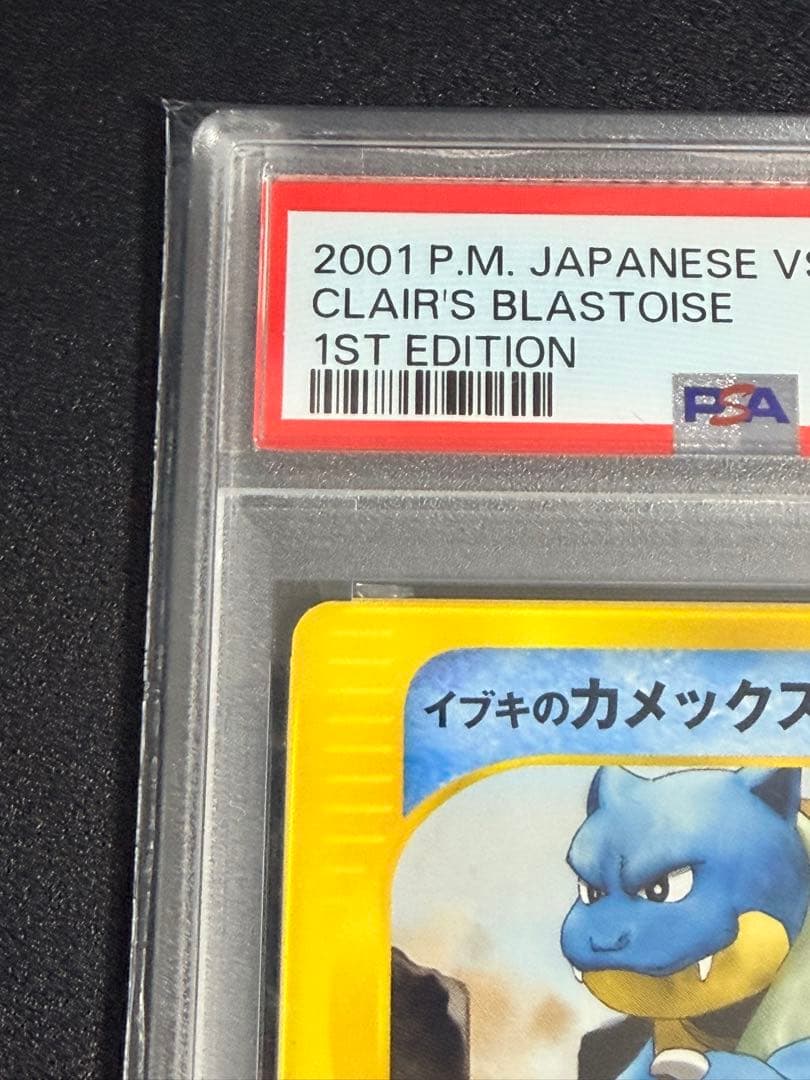 2001 P.M. JAPANESE VS
CLAIR'S BLASTOISE
1ST EDITION
PSA
イブキのカメックス